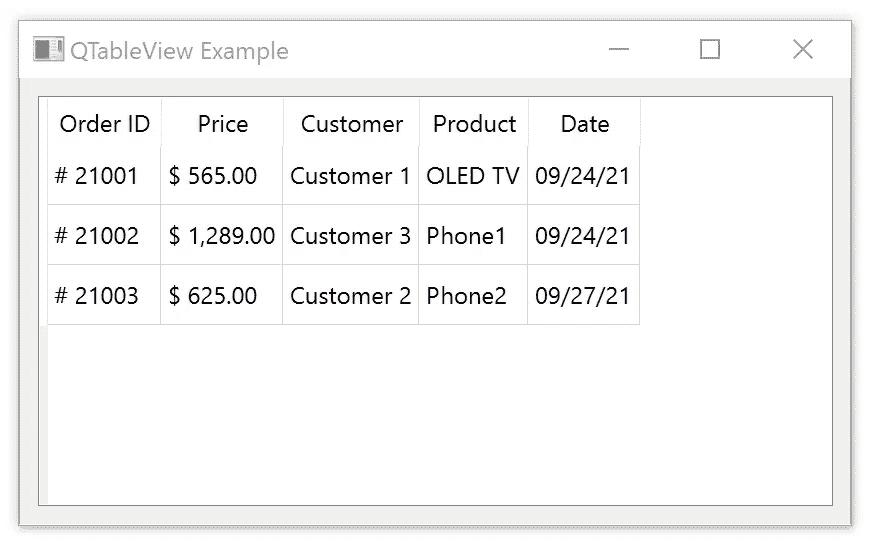 QTableView Example
Order ID Price Customer Product Date
# 21001 $ 565.00 Customer 1 OLED TV 09/24/21
# 21002 $ 1,289.00 Customer 3 Phone1 09/24/21
# 21003 $ 625.00 Customer 2 Phone2 09/27/21